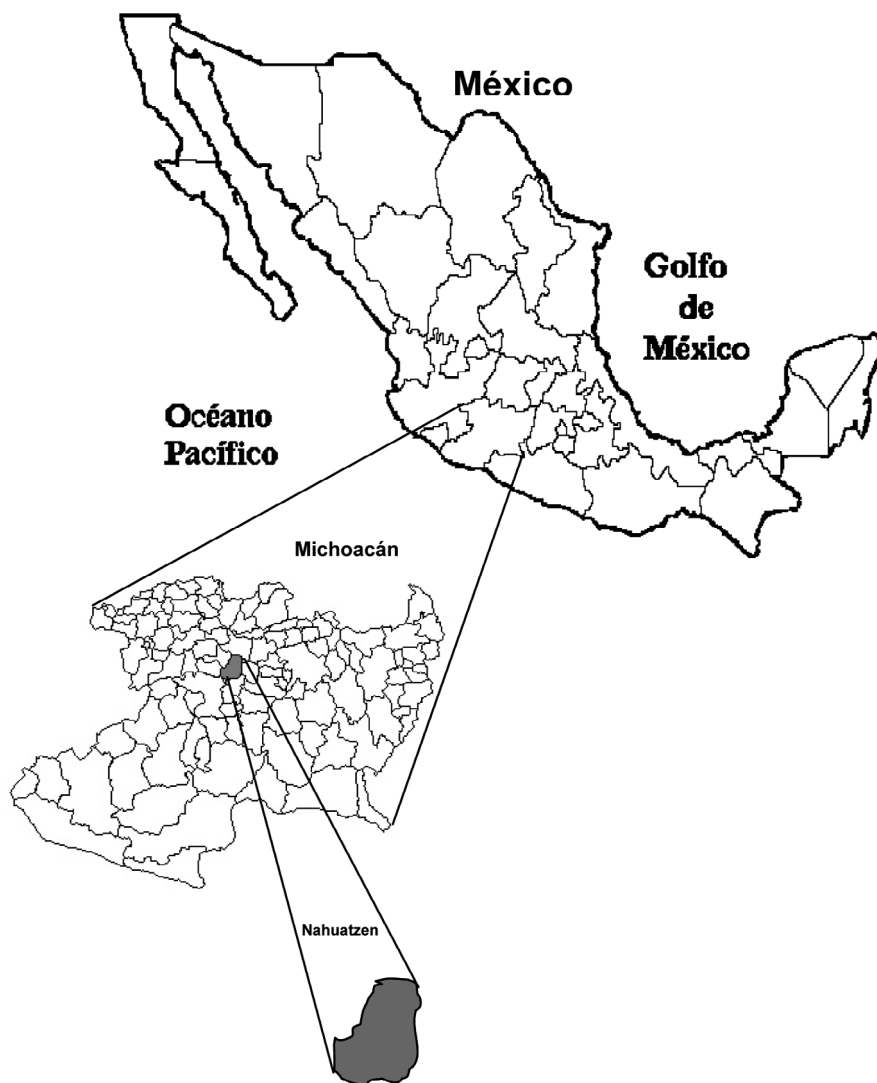 México
Golfo
de
México
Océano
Pacífico
Michoacán
Nahuatzen